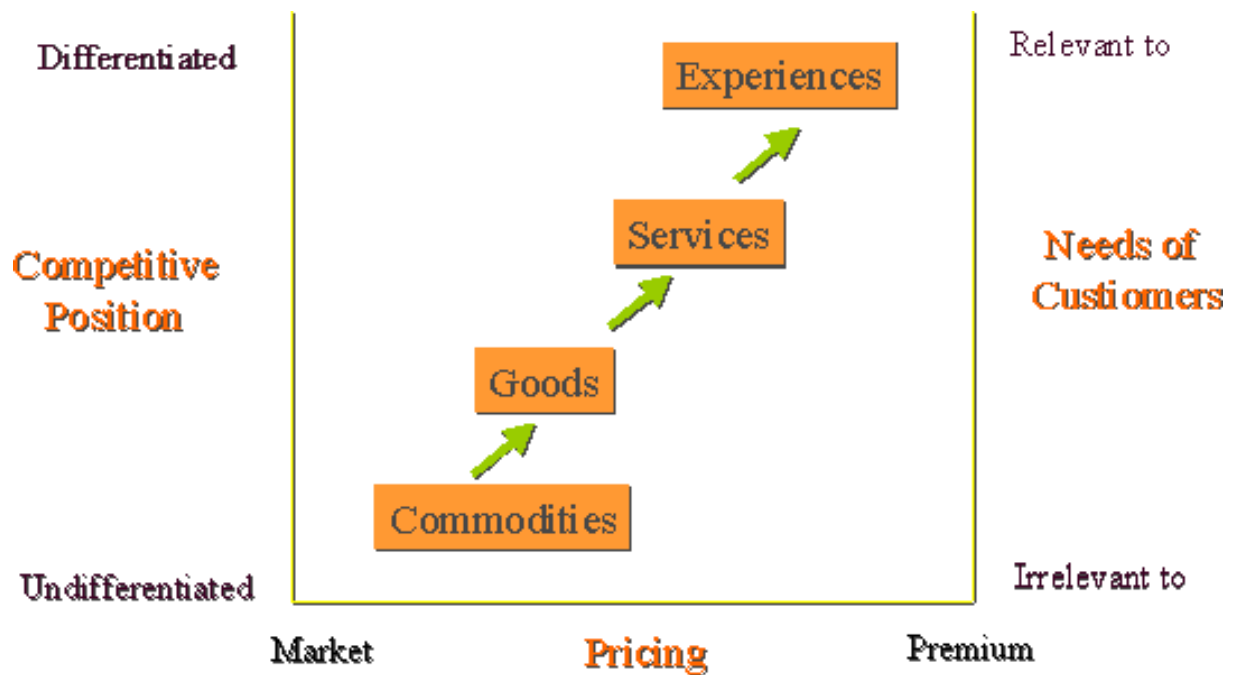 Differentiated
Relevant to
Experiences
Services
Competitive
Position
Needs of
Custiomers
Goods
Commodities
Undifferentiated
Irrelevant to
Market
Pricing
Premium